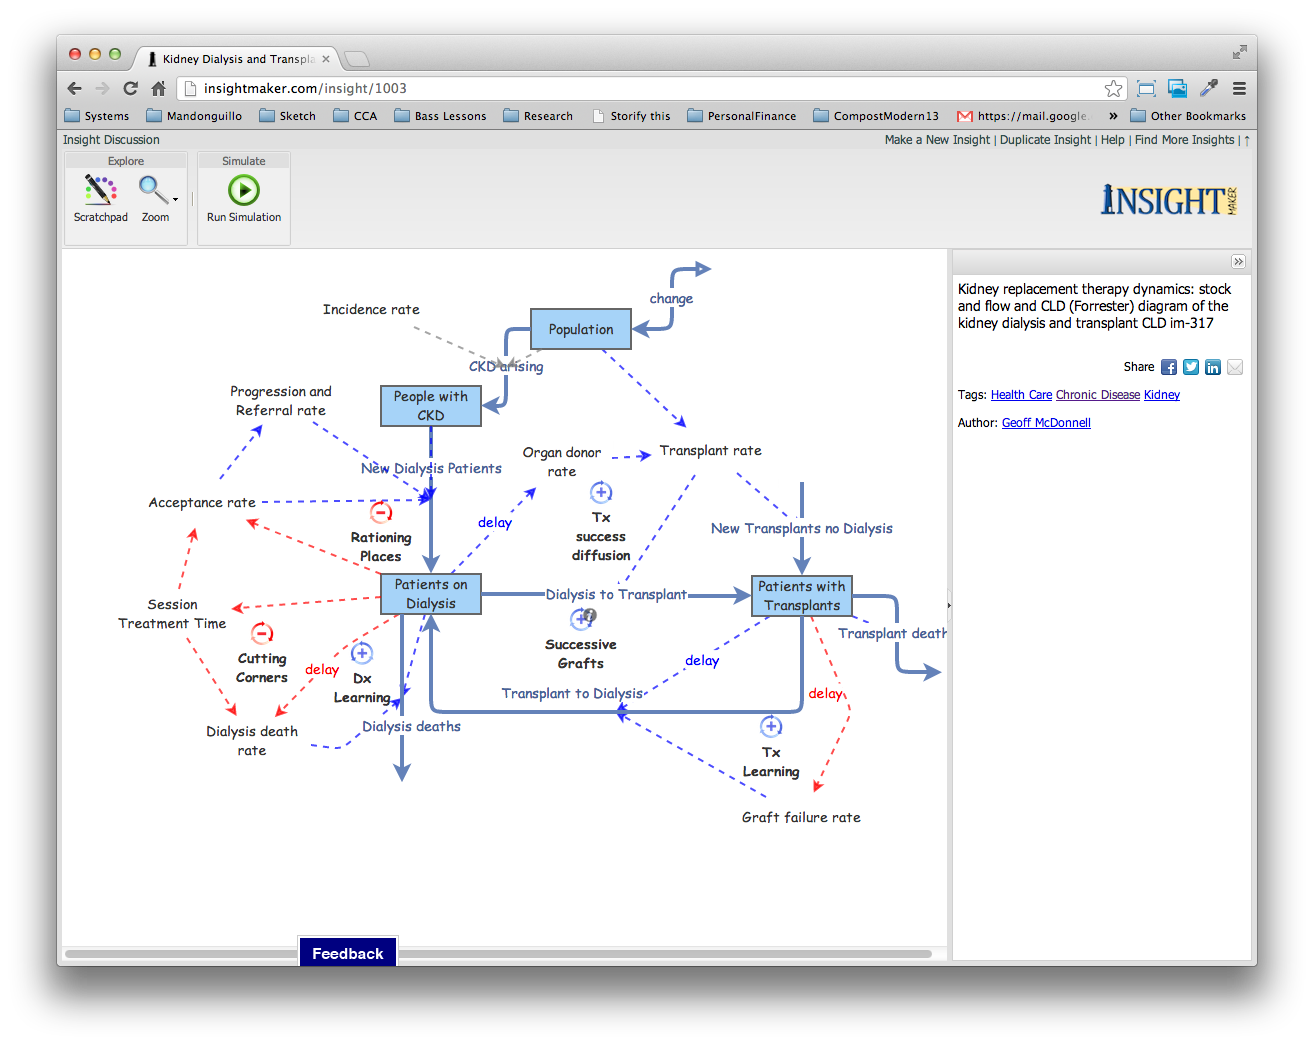 Kidney Dialysis and Transpla
insightmaker.com/insight/1003
Systems Mandonguillo Sketch CCA Bass Lessons Research Storify this PersonalFinance CompostModern13 https://mail.google. » Other Bookmarks
Insight Discussion
Make a New Insight | Duplicate Insight | Help | Find More Insights | ↑
Explore
Simulate
Scratchpad
Zoom
Run Simulation
INSIGHT
MAKER
Kidney replacement therapy dynamics: stock
and flow and CLD (Forrester) diagram of the
kidney dialysis and transplant CLD im-317
Share
Tags: Health Care Chronic Disease Kidney
Author: Geoff McDonnell
change
Incidence rate
Population
CKD arising
Progression and
Referral rate
People with
CKD
Organ donor
rate
Transplant rate
New Dialysis Patients
Acceptance rate
delay
Tx
success
diffusion
New Transplants no Dialysis
Rationing
Places
Patients on
Dialysis
Dialysis to Transplant
Patients with
Transplants
Session
Treatment Time
Transplant death
Successive
Grafts
Cutting
Corners
delay
Dx
Learning
delay
Transplant to Dialysis
delay
Dialysis death
rate
Dialysis deaths
Tx
Learning
Graft failure rate
Feedback